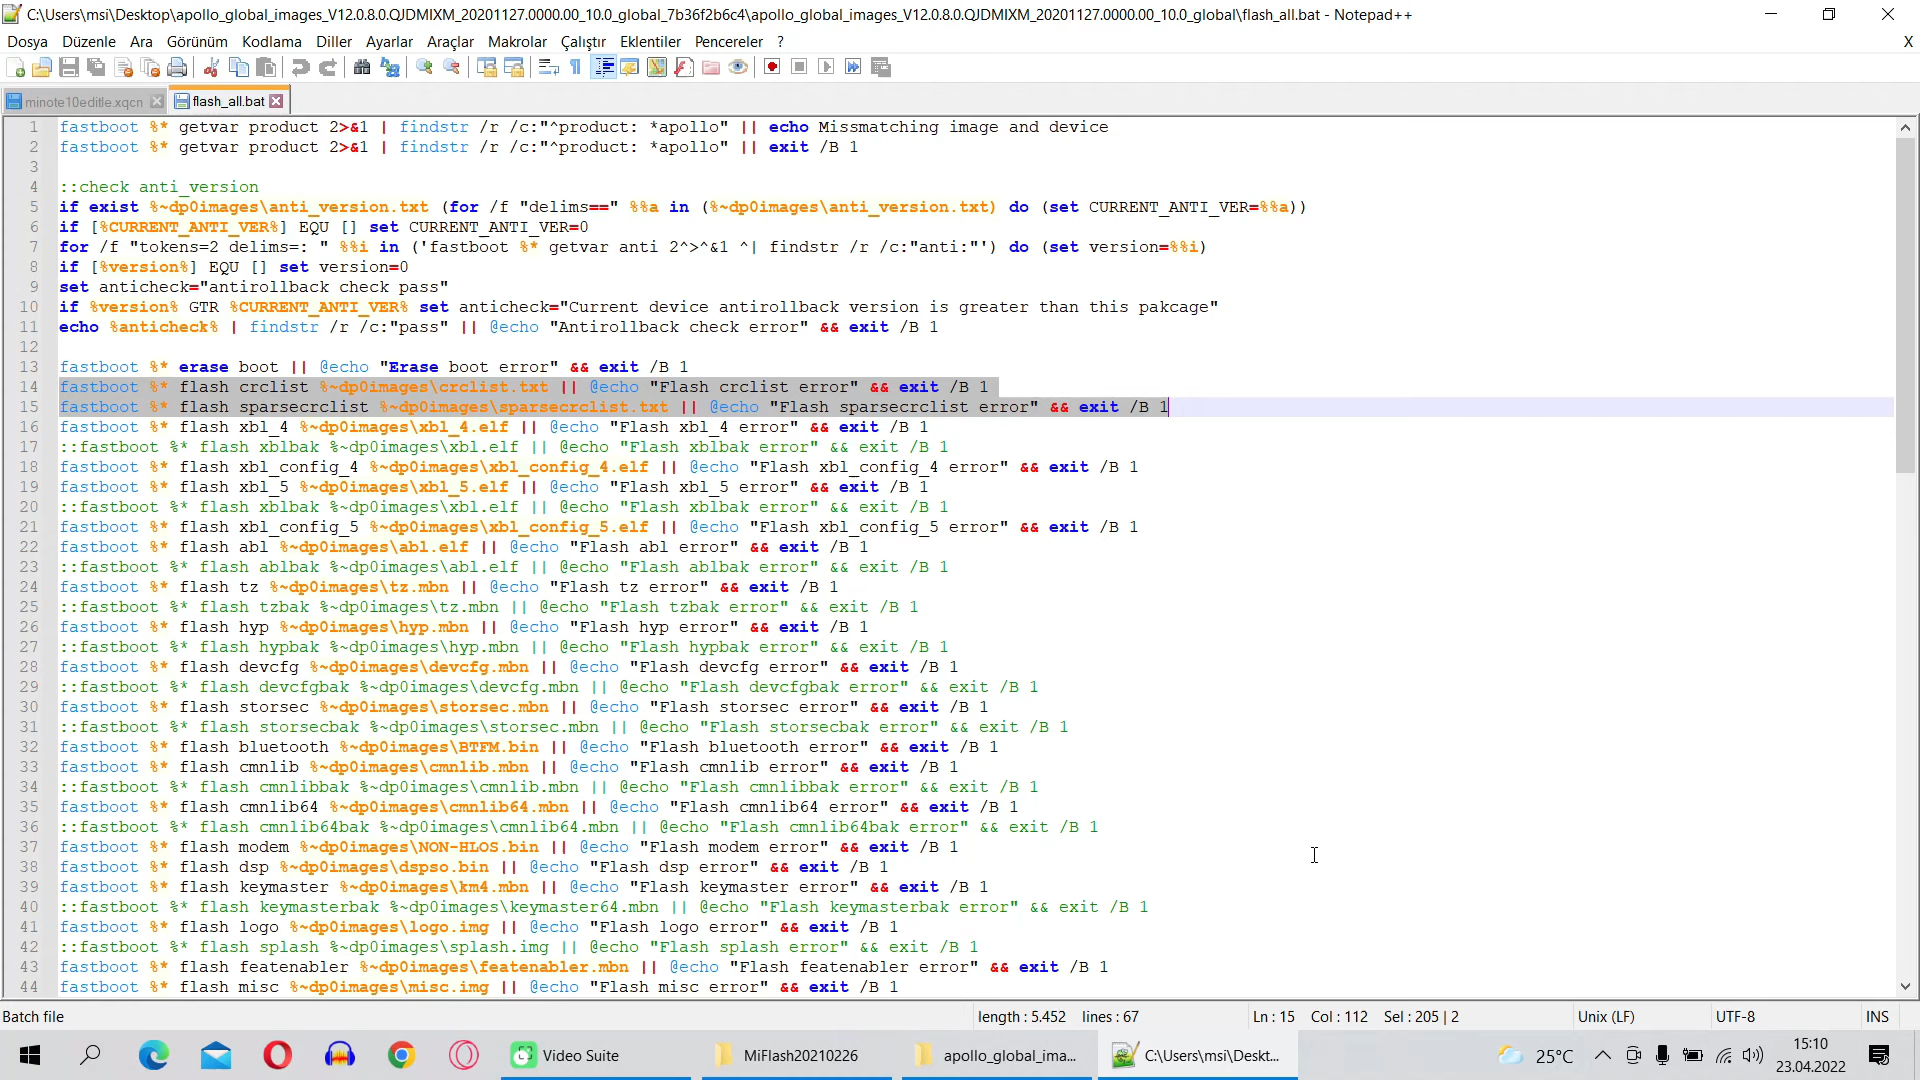 C:\Users\msi\Desktop\apollo_global_images_V12.0.8.0.QJDMIXM_20201127.0000.00_10.0_global_7b36f2b6c4\apollo_global_images_V12.0.8.0.QJDMIXM_20201127.0000.00_10.0_global\flash_all.bat - Notepad++
Dosya Düzenle Ara Görünüm Kodlama Diller Ayarlar Araçlar Makrolar Çalıştır Eklentiler Pencereler ? X
minote10editle.xqcn flash_all.bat
1 fastboot %* getvar product 2>&1 | findstr /r /c:"^product: *apollo" || echo Missmatching image and device
2 fastboot %* getvar product 2>&1 | findstr /r /c:"^product: *apollo" || exit /B 1
3
4 ::check anti_version
5 if exist %~dp0images\anti_version.txt (for /f "delims==" %%a in (%~dp0images\anti_version.txt) do (set CURRENT_ANTI_VER=%%a))
6 if [%CURRENT_ANTI_VER%] EQU [] set CURRENT_ANTI_VER=0
7 for /f "tokens=2 delims=: " %%i in ('fastboot %* getvar anti 2^>^&1 ^| findstr /r /c:"anti:"') do (set version=%%i)
8 if [%version%] EQU [] set version=0
9 set anticheck="antirollback check pass"
10 if %version% GTR %CURRENT_ANTI_VER% set anticheck="Current device antirollback version is greater than this pakcage"
11 echo %anticheck% | findstr /r /c:"pass" || @echo "Antirollback check error" && exit /B 1
12
13 fastboot %* erase boot || @echo "Erase boot error" && exit /B 1
14 fastboot %* flash crclist %~dp0images\crclist.txt || @echo "Flash crclist error" && exit /B 1
15 fastboot %* flash sparsecrclist %~dp0images\sparsecrclist.txt || @echo "Flash sparsecrclist error" && exit /B 1
16 fastboot %* flash xbl_4 %~dp0images\xbl_4.elf || @echo "Flash xbl_4 error" && exit /B 1
17 ::fastboot %* flash xblbak %~dp0images\xbl.elf || @echo "Flash xblbak error" && exit /B 1
18 fastboot %* flash xbl_config_4 %~dp0images\xbl_config_4.elf || @echo "Flash xbl_config_4 error" && exit /B 1
19 fastboot %* flash xbl_5 %~dp0images\xbl_5.elf || @echo "Flash xbl_5 error" && exit /B 1
20 ::fastboot %* flash xblbak %~dp0images\xbl.elf || @echo "Flash xblbak error" && exit /B 1
21 fastboot %* flash xbl_config_5 %~dp0images\xbl_config_5.elf || @echo "Flash xbl_config_5 error" && exit /B 1
22 fastboot %* flash abl %~dp0images\abl.elf || @echo "Flash abl error" && exit /B 1
23 ::fastboot %* flash ablbak %~dp0images\abl.elf || @echo "Flash ablbak error" && exit /B 1
24 fastboot %* flash tz %~dp0images\tz.mbn || @echo "Flash tz error" && exit /B 1
25 ::fastboot %* flash tzbak %~dp0images\tz.mbn || @echo "Flash tzbak error" && exit /B 1
26 fastboot %* flash hyp %~dp0images\hyp.mbn || @echo "Flash hyp error" && exit /B 1
27 ::fastboot %* flash hypbak %~dp0images\hyp.mbn || @echo "Flash hypbak error" && exit /B 1
28 fastboot %* flash devcfg %~dp0images\devcfg.mbn || @echo "Flash devcfg error" && exit /B 1
29 ::fastboot %* flash devcfgbak %~dp0images\devcfg.mbn || @echo "Flash devcfgbak error" && exit /B 1
30 fastboot %* flash storsec %~dp0images\storsec.mbn || @echo "Flash storsec error" && exit /B 1
31 ::fastboot %* flash storsecbak %~dp0images\storsec.mbn || @echo "Flash storsecbak error" && exit /B 1
32 fastboot %* flash bluetooth %~dp0images\BTFM.bin || @echo "Flash bluetooth error" && exit /B 1
33 fastboot %* flash cmnlib %~dp0images\cmnlib.mbn || @echo "Flash cmnlib error" && exit /B 1
34 ::fastboot %* flash cmnlibbak %~dp0images\cmnlib.mbn || @echo "Flash cmnlibbak error" && exit /B 1
35 fastboot %* flash cmnlib64 %~dp0images\cmnlib64.mbn || @echo "Flash cmnlib64 error" && exit /B 1
36 ::fastboot %* flash cmnlib64bak %~dp0images\cmnlib64.mbn || @echo "Flash cmnlib64bak error" && exit /B 1
37 fastboot %* flash modem %~dp0images\NON-HLOS.bin || @echo "Flash modem error" && exit /B 1
38 fastboot %* flash dsp %~dp0images\dspso.bin || @echo "Flash dsp error" && exit /B 1
39 fastboot %* flash keymaster %~dp0images\km4.mbn || @echo "Flash keymaster error" && exit /B 1
40 ::fastboot %* flash keymasterbak %~dp0images\keymaster64.mbn || @echo "Flash keymasterbak error" && exit /B 1
41 fastboot %* flash logo %~dp0images\logo.img || @echo "Flash logo error" && exit /B 1
42 ::fastboot %* flash splash %~dp0images\splash.img || @echo "Flash splash error" && exit /B 1
43 fastboot %* flash featenabler %~dp0images\featenabler.mbn || @echo "Flash featenabler error" && exit /B 1
44 fastboot %* flash misc %~dp0images\misc.img || @echo "Flash misc error" && exit /B 1
Batch file length : 5.452 lines : 67 Ln : 15 Col : 112 Sel : 205 | 2 Unix (LF) UTF-8 INS
Video Suite MiFlash20210226 apollo_global_ima... C:\Users\msi\Deskt... 25°C 15:10
23.04.2022